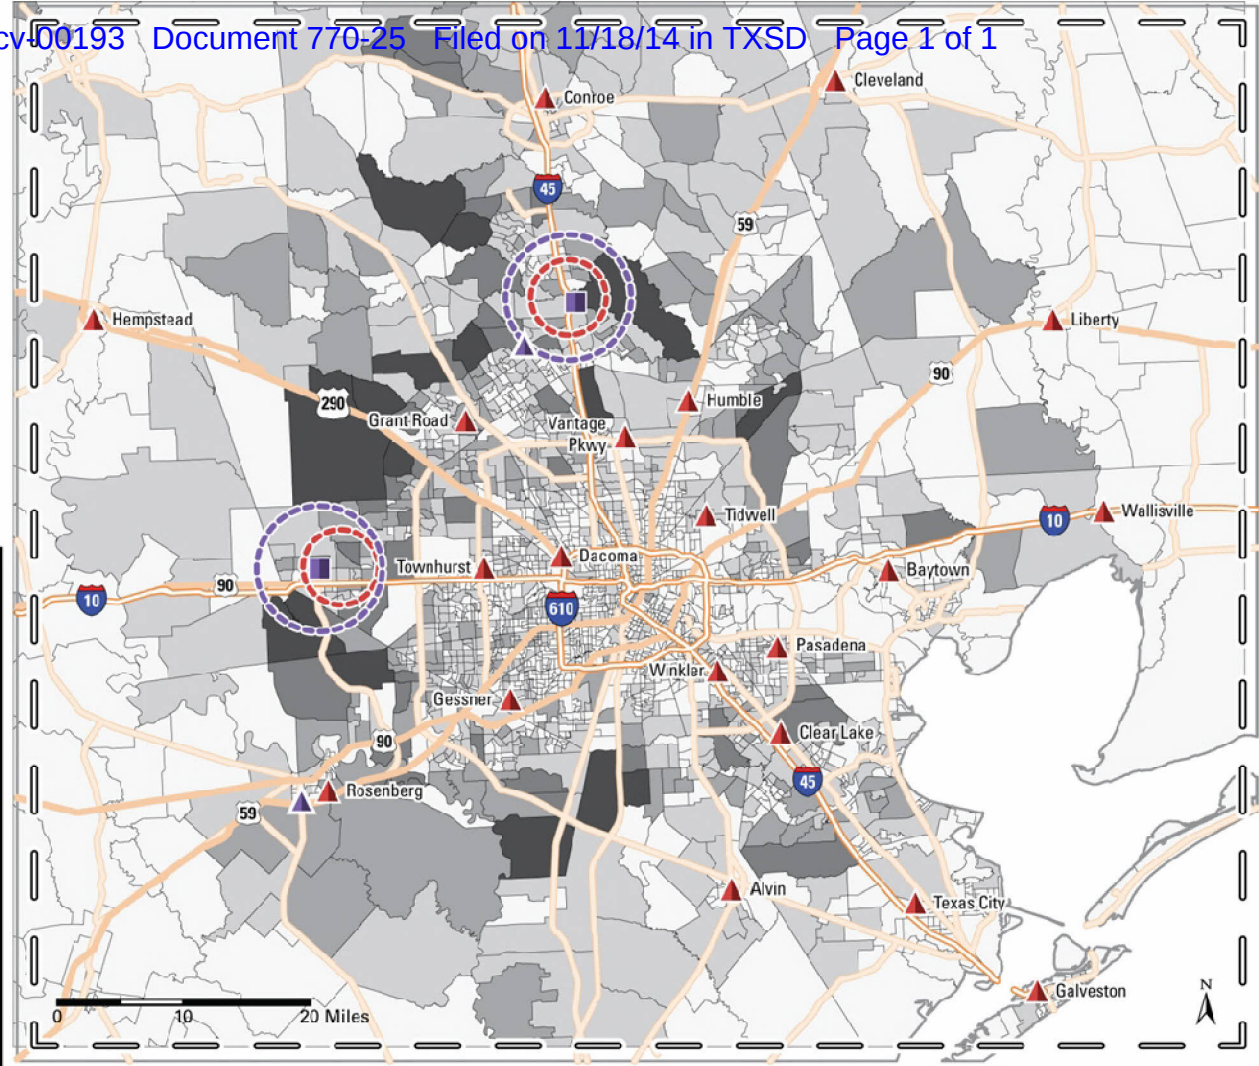 cv-00193 Document 770-25 Filed on 11/18/14 in TXSD Page 1 of 1
Cleveland
Conroe
45
59
Hempstead
Liberty
90
290
Humble
Grant Road
Vantage
Pkwy
Tidwell
10
Wallisville
Dacoma
Townhurst
Baytown
90
10
610
Pasadena
Winkler
Gessner
Clear Lake
90
45
Rosenberg
59
Alvin
Texas City
Galveston
N
0 10 20 Miles